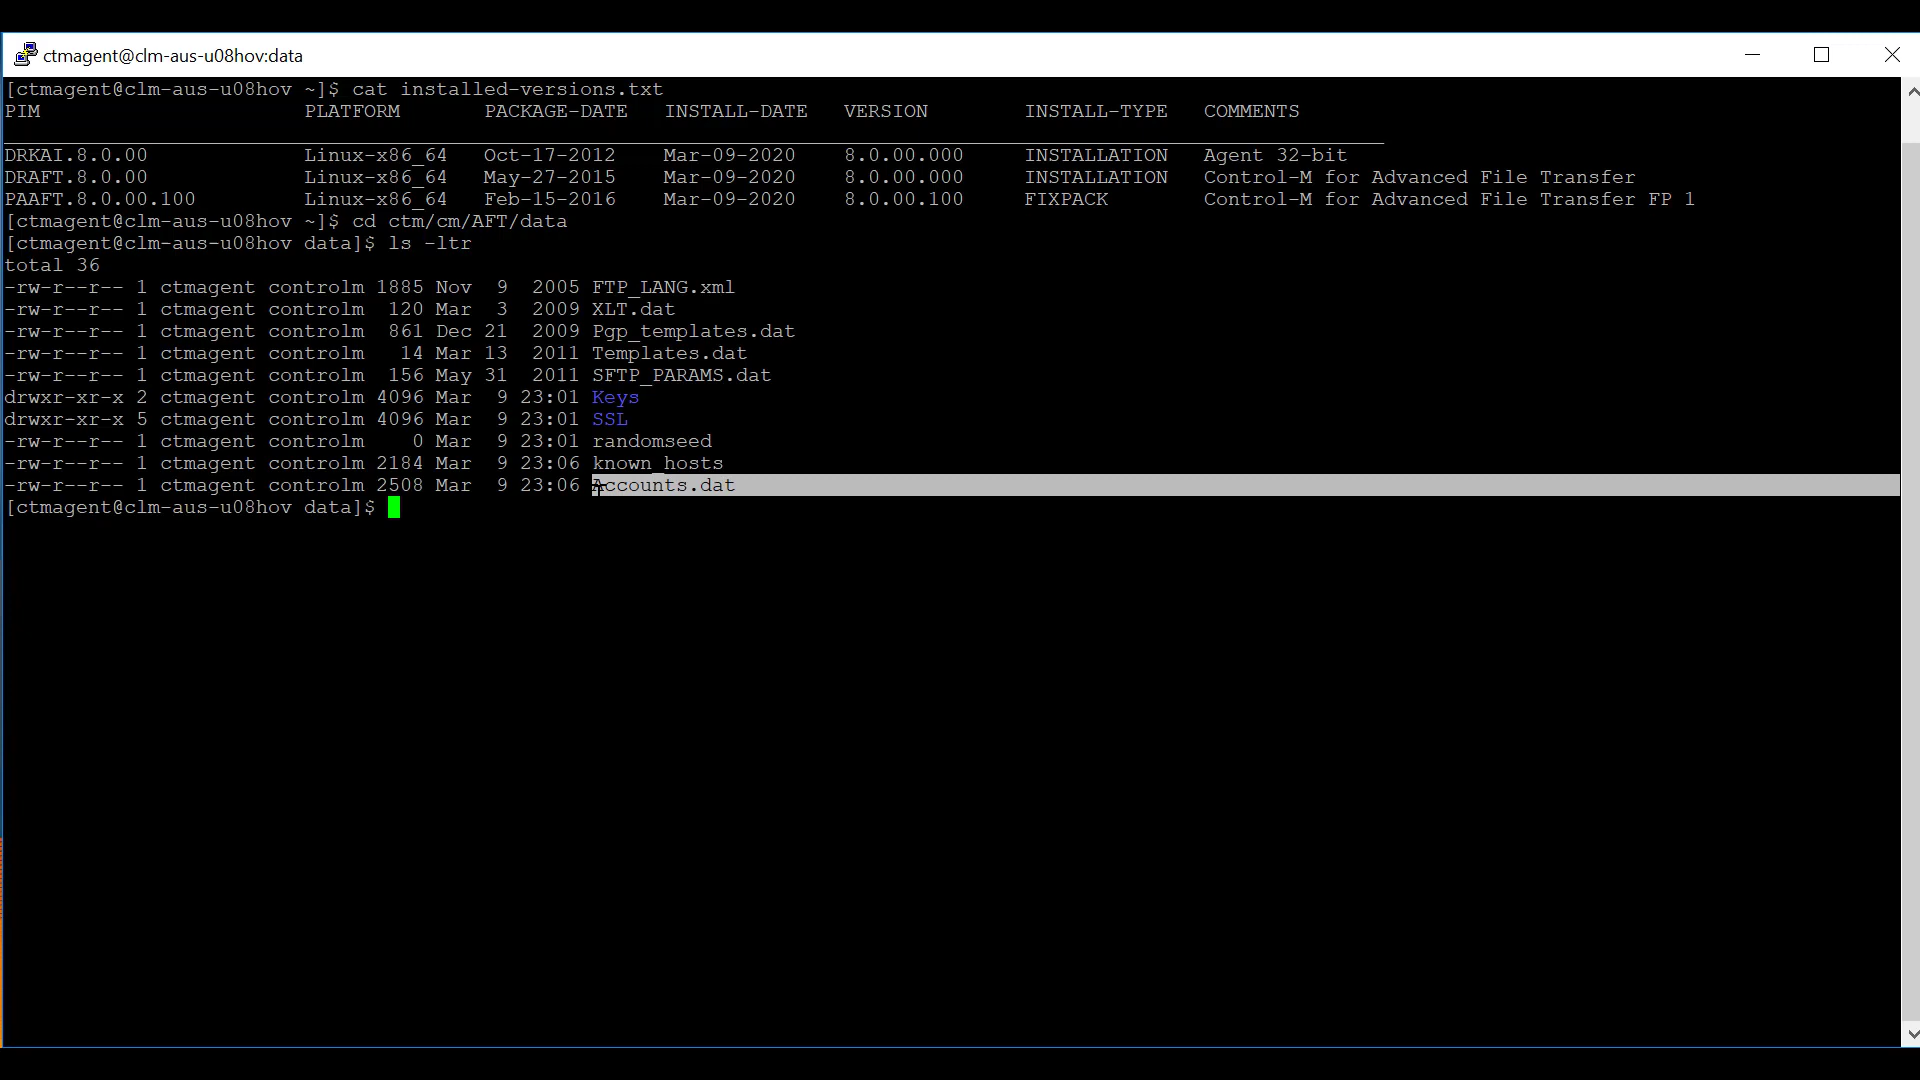 ctmagent@clm-aus-u08hov:data
[ctmagent@clm-aus-u08hov ~]$ cat installed-versions.txt
PIM PLATFORM PACKAGE-DATE INSTALL-DATE VERSION INSTALL-TYPE COMMENTS
DRKAI.8.0.00 Linux-x86_64 Oct-17-2012 Mar-09-2020 8.0.00.000 INSTALLATION Agent 32-bit
DRAFT.8.0.00 Linux-x86_64 May-27-2015 Mar-09-2020 8.0.00.000 INSTALLATION Control-M for Advanced File Transfer
PAAFT.8.0.00.100 Linux-x86_64 Feb-15-2016 Mar-09-2020 8.0.00.100 FIXPACK Control-M for Advanced File Transfer FP 1
[ctmagent@clm-aus-u08hov ~]$ cd ctm/cm/AFT/data
[ctmagent@clm-aus-u08hov data]$ ls -ltr
total 36
-rw-r--r-- 1 ctmagent controlm 1885 Nov 9 2005 FTP_LANG.xml
-rw-r--r-- 1 ctmagent controlm 120 Mar 3 2009 XLT.dat
-rw-r--r-- 1 ctmagent controlm 861 Dec 21 2009 Pgp_templates.dat
-rw-r--r-- 1 ctmagent controlm 14 Mar 13 2011 Templates.dat
-rw-r--r-- 1 ctmagent controlm 156 May 31 2011 SFTP_PARAMS.dat
drwxr-xr-x 2 ctmagent controlm 4096 Mar 9 23:01 Keys
drwxr-xr-x 5 ctmagent controlm 4096 Mar 9 23:01 SSL
-rw-r--r-- 1 ctmagent controlm 0 Mar 9 23:01 randomseed
-rw-r--r-- 1 ctmagent controlm 2184 Mar 9 23:06 known_hosts
-rw-r--r-- 1 ctmagent controlm 2508 Mar 9 23:06 Accounts.dat
[ctmagent@clm-aus-u08hov data]$